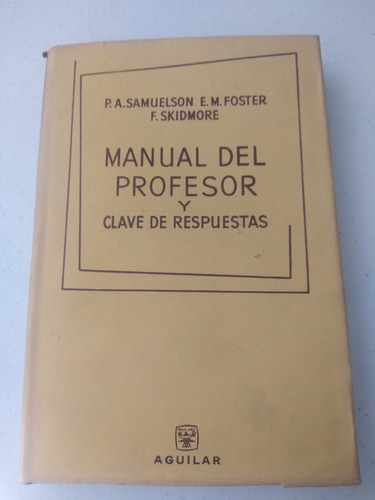 P. A. SAMUELSON E. M. FOSTER
F. SKIDMORE
MANUAL DEL
PROFESOR
Y
CLAVE DE RESPUESTAS
AGUILAR